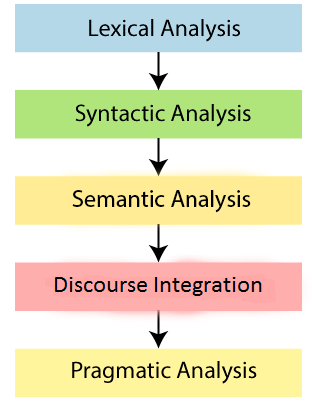 Lexical Analysis
Syntactic Analysis
Semantic Analysis
Discourse Integration
Pragmatic Analysis